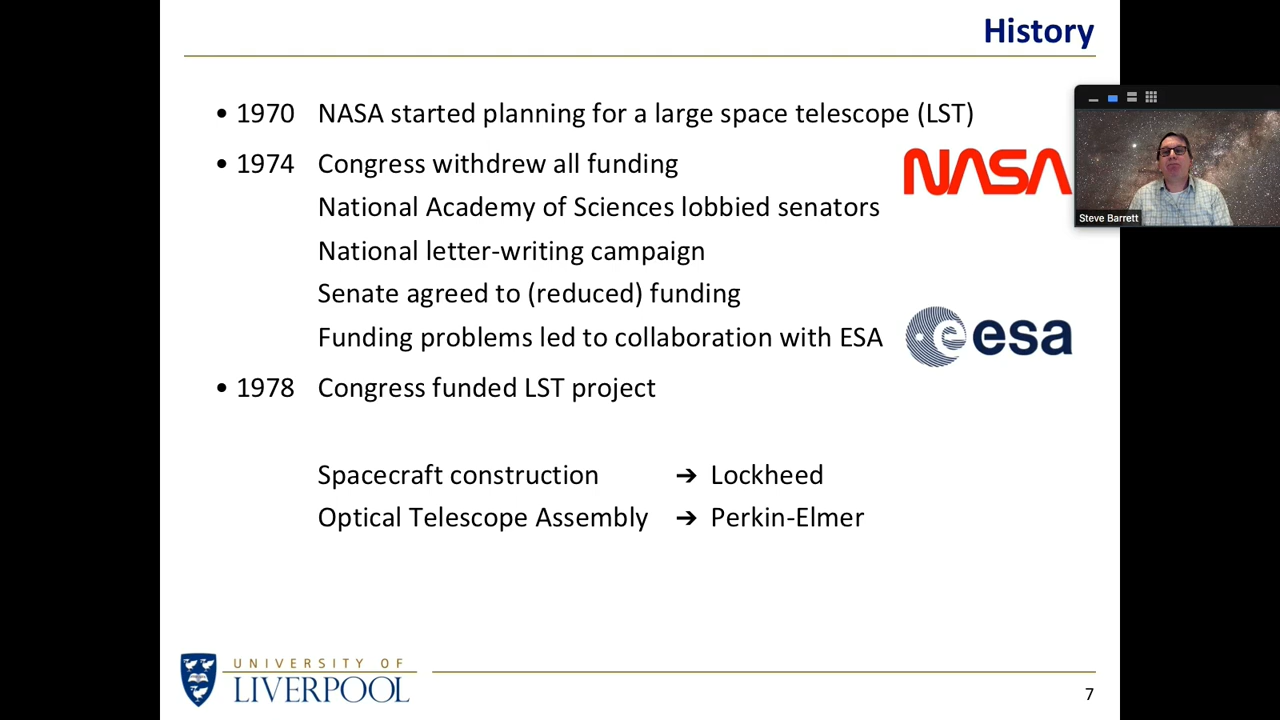 History
• 1970 NASA started planning for a large space telescope (LST)
• 1974 Congress withdrew all funding
NASA
National Academy of Sciences lobbied senators
Steve Barrett
National letter-writing campaign
Senate agreed to (reduced) funding
Funding problems led to collaboration with ESA
esa
• 1978 Congress funded LST project
Spacecraft construction ➔ Lockheed
Optical Telescope Assembly ➔ Perkin-Elmer
UNIVERSITY OF
LIVERPOOL
7